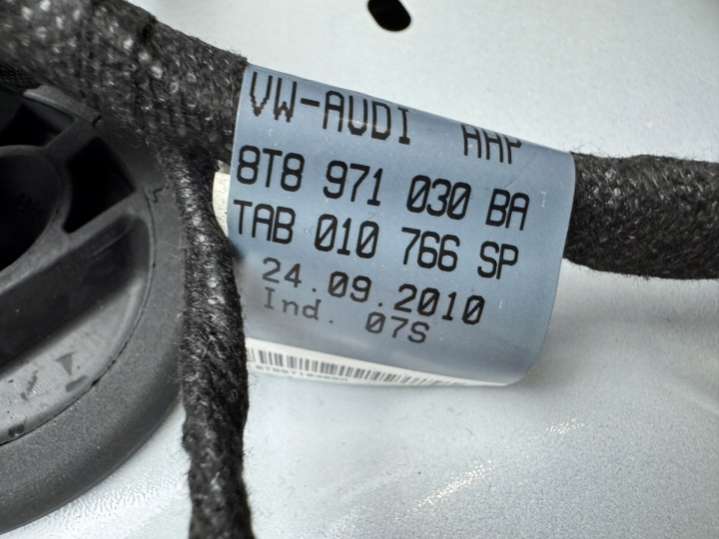 VW-AUDI AHP
8T8 971 030 BA
TAB 010 766 SP
24.09.2010
Ind. 07S